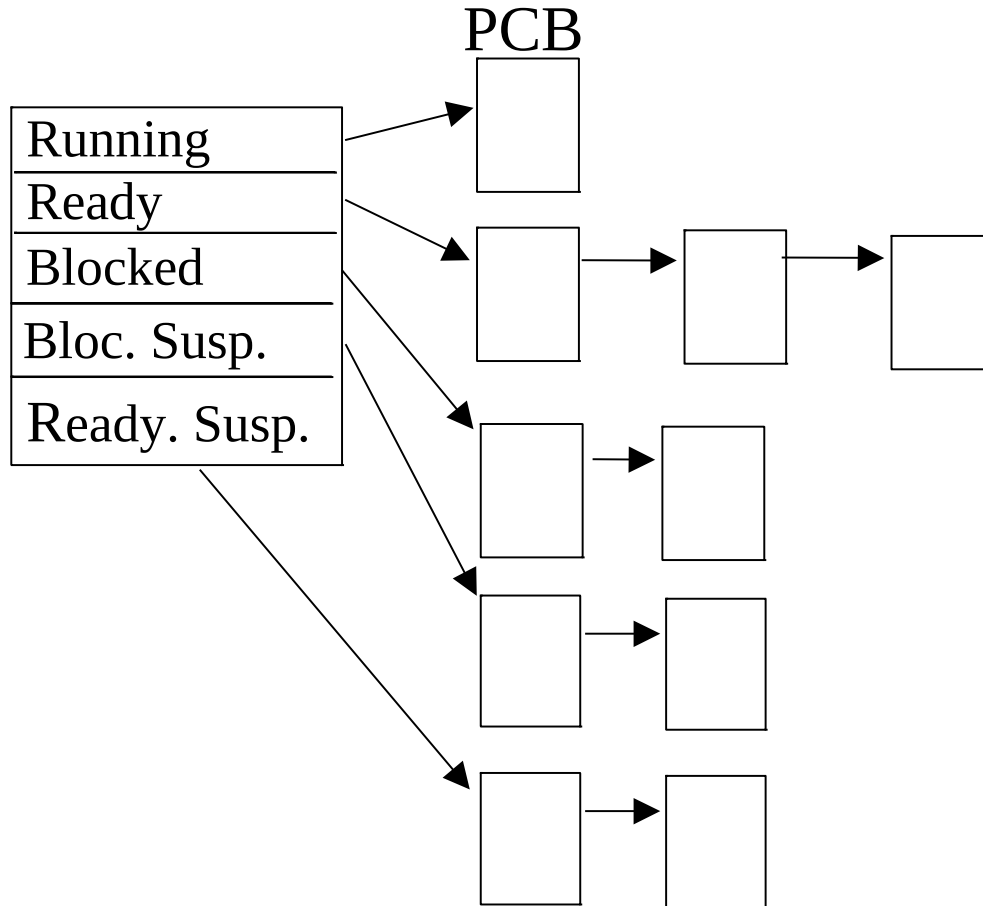 PCB
Running
Ready
Blocked
Bloc. Susp.
Ready. Susp.